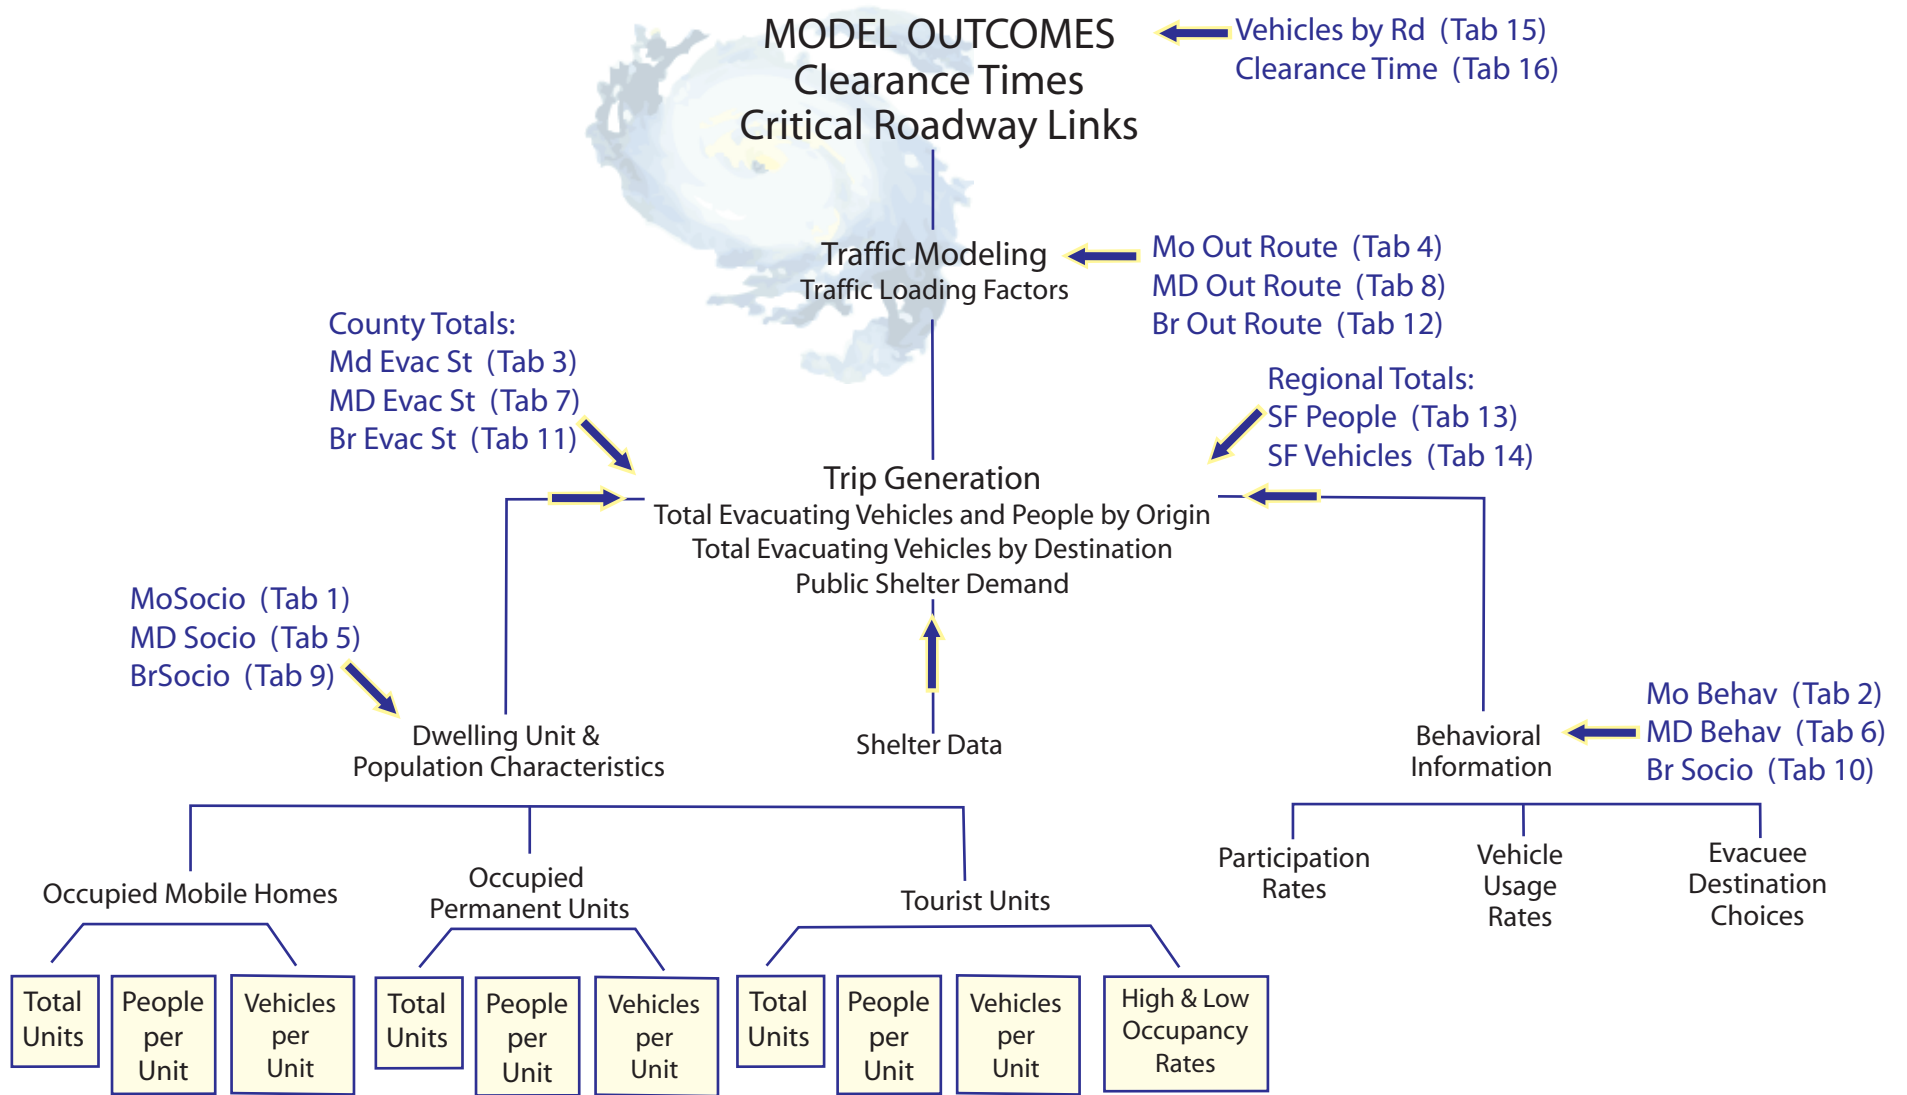 MODEL OUTCOMES
Clearance Times
Critical Roadway Links
Vehicles by Rd (Tab 15)
Clearance Time (Tab 16)
Traffic Modeling
Traffic Loading Factors
Mo Out Route (Tab 4)
MD Out Route (Tab 8)
Br Out Route (Tab 12)
County Totals:
Md Evac St (Tab 3)
MD Evac St (Tab 7)
Br Evac St (Tab 11)
Regional Totals:
SF People (Tab 13)
SF Vehicles (Tab 14)
Trip Generation
Total Evacuating Vehicles and People by Origin
Total Evacuating Vehicles by Destination
Public Shelter Demand
MoSocio (Tab 1)
MD Socio (Tab 5)
BrSocio (Tab 9)
Dwelling Unit &
Population Characteristics
Shelter Data
Behavioral
Information
Mo Behav (Tab 2)
MD Behav (Tab 6)
Br Socio (Tab 10)
Occupied Mobile Homes
Occupied
Permanent Units
Tourist Units
Participation
Rates
Vehicle
Usage
Rates
Evacuee
Destination
Choices
Total
Units
People
per
Unit
Vehicles
per
Unit
Total
Units
People
per
Unit
Vehicles
per
Unit
Total
Units
People
per
Unit
Vehicles
per
Unit
High & Low
Occupancy
Rates